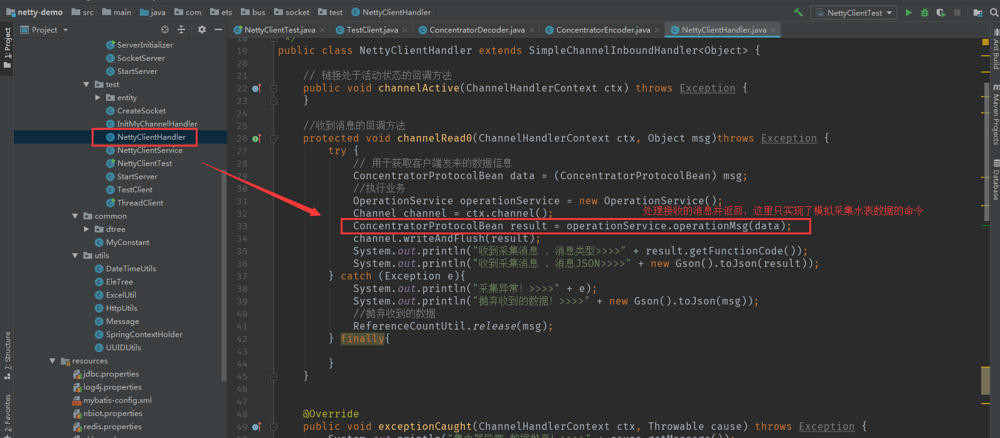 netty-demo src main java com ets bus socket test NettyClientHandler
NettyClientTest
Project
NettyClientTest.java
TestClient.java
ConcentratorDecoder.java
ConcentratorEncoder.java
NettyClientHandler.java
1: Project
7: Structure
2: Favorites
Ant Build
Maven Projects
Database
ServerInitializer
SocketServer
StartServer
test
entity
CreateSocket
InitMyChannelHandler
NettyClientHandler
NettyClientService
NettyClientTest
StartServer
TestClient
ThreadClient
common
dtree
MyConstant
utils
DateTimeUtils
EleTree
ExcelUtil
HttpUtils
Message
SpringContextHolder
UUIDUtils
resources
jdbc.properties
log4j.properties
mybatis-config.xml
nbiot.properties
redis.properties
18 */
19 public class NettyClientHandler extends SimpleChannelInboundHandler<Object> {
20
21 // 链接处于活动状态的回调方法
22 public void channelActive(ChannelHandlerContext ctx) throws Exception {
23 }
24
25 //收到消息的回调方法
26 protected void channelRead0(ChannelHandlerContext ctx, Object msg)throws Exception {
27 try {
28 // 用于获取客户端发来的数据信息
29 ConcentratorProtocolBean data = (ConcentratorProtocolBean) msg;
30 //执行业务
31 OperationService operationService = new OperationService();
处理接收的消息并返回，这里只实现了模拟采集水表数据的命令
32 Channel channel = ctx.channel();
33 ConcentratorProtocolBean result = operationService.operationMsg(data);
34 channel.writeAndFlush(result);
35 System.out.println("收到采集消息 ，消息类型>>>>" + result.getFunctionCode());
36 System.out.println("收到采集消息 ，消息JSON>>>>" + new Gson().toJson(result));
37 } catch (Exception e){
38 System.out.println("采集异常！>>>>" + e);
39 System.out.println("抛弃收到的数据！>>>>" + new Gson().toJson(msg));
40 //抛弃收到的数据
41 ReferenceCountUtil.release(msg);
42 } finally{
43
44 }
45 }
46
47
48 @Override
49 public void exceptionCaught(ChannelHandlerContext ctx, Throwable cause) throws Exception {